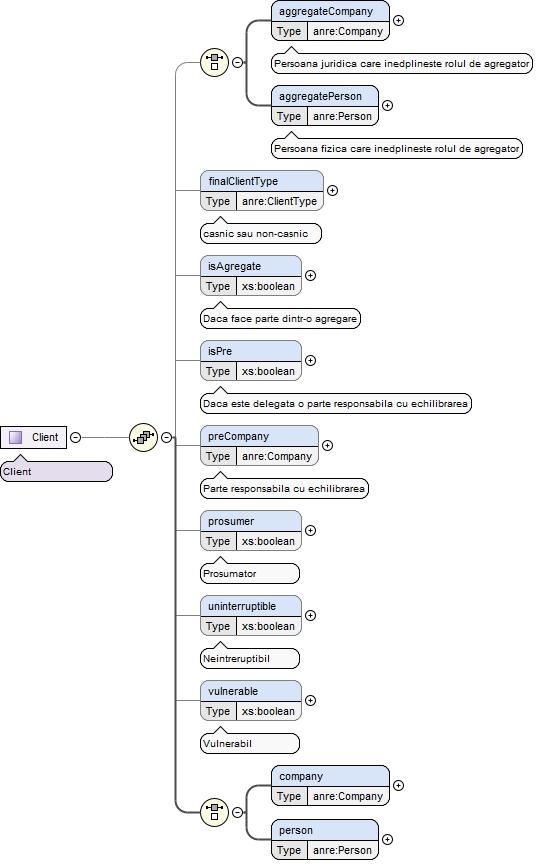 aggregateCompany
Type anre:Company
Persoana juridica care inedplineste rolul de agregator
aggregatePerson
Type anre:Person
Persoana fizica care inedplineste rolul de agregator
finalClientType
Type anre:ClientType
casnic sau non-casnic
isAgregate
Type xs:boolean
Daca face parte dintr-o agregare
isPre
Type xs:boolean
Daca este delegata o parte responsabila cu echilibrarea
Client
Client
preCompany
Type anre:Company
Parte responsabila cu echilibrarea
prosumer
Type xs:boolean
Prosumator
uninterruptible
Type xs:boolean
Neintreruptibil
vulnerable
Type xs:boolean
Vulnerabil
company
Type anre:Company
person
Type anre:Person